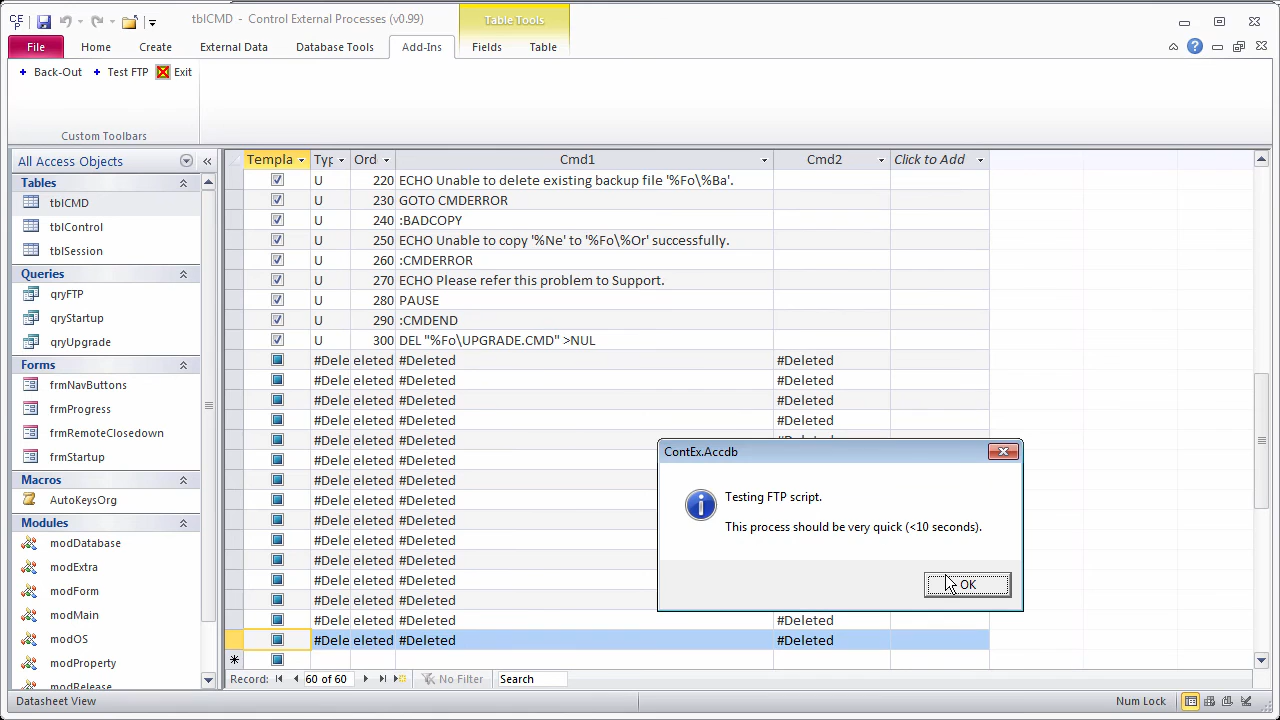 CEP tblCMD - Control External Processes (v0.99) Table Tools
File Home Create External Data Database Tools Add-Ins Fields Table
Back-Out Test FTP Exit
Custom Toolbars
All Access Objects
Tables
tblCMD
tblControl
tblSession
Queries
qryFTP
qryStartup
qryUpgrade
Forms
frmNavButtons
frmProgress
frmRemoteClosedown
frmStartup
Macros
AutoKeysOrg
Modules
modDatabase
modExtra
modForm
modMain
modOS
modProperty
modRelease
Templa Typ Ord Cmd1 Cmd2 Click to Add
U 220 ECHO Unable to delete existing backup file '%Fo\%Ba'.
U 230 GOTO CMDERROR
U 240 :BADCOPY
U 250 ECHO Unable to copy '%Ne' to '%Fo\%Or' successfully.
U 260 :CMDERROR
U 270 ECHO Please refer this problem to Support.
U 280 PAUSE
U 290 :CMDEND
U 300 DEL "%Fo\UPGRADE.CMD" >NUL
#Dele eleted #Deleted #Deleted
#Dele eleted #Deleted #Deleted
#Dele eleted #Deleted #Deleted
#Dele eleted #Deleted #Deleted
#Dele eleted #Deleted
#Dele eleted #Deleted
#Dele eleted #Deleted
#Dele eleted #Deleted
#Dele eleted #Deleted
#Dele eleted #Deleted
#Dele eleted #Deleted
#Dele eleted #Deleted
#Dele eleted #Deleted
#Dele eleted #Deleted #Deleted
#Dele eleted #Deleted #Deleted
ContEx.Accdb
Testing FTP script.
This process should be very quick (<10 seconds).
OK
Record: 60 of 60 No Filter Search
Datasheet View Num Lock